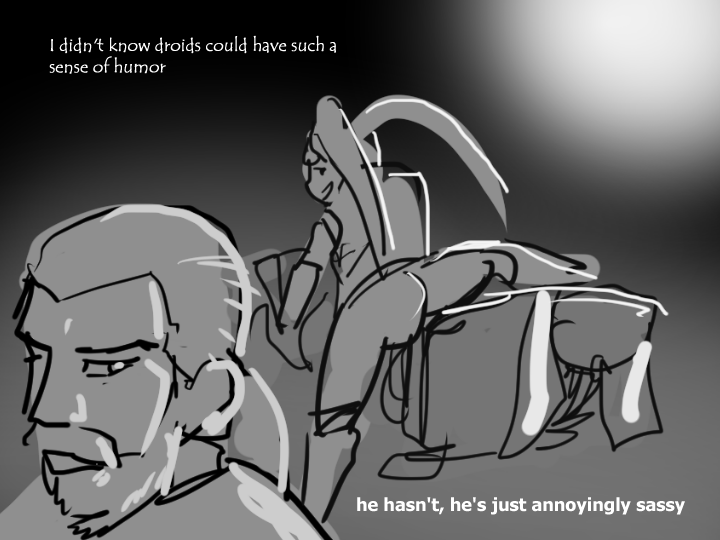 I didn't know droids could have such a
sense of humor
he hasn't, he's just annoyingly sassy